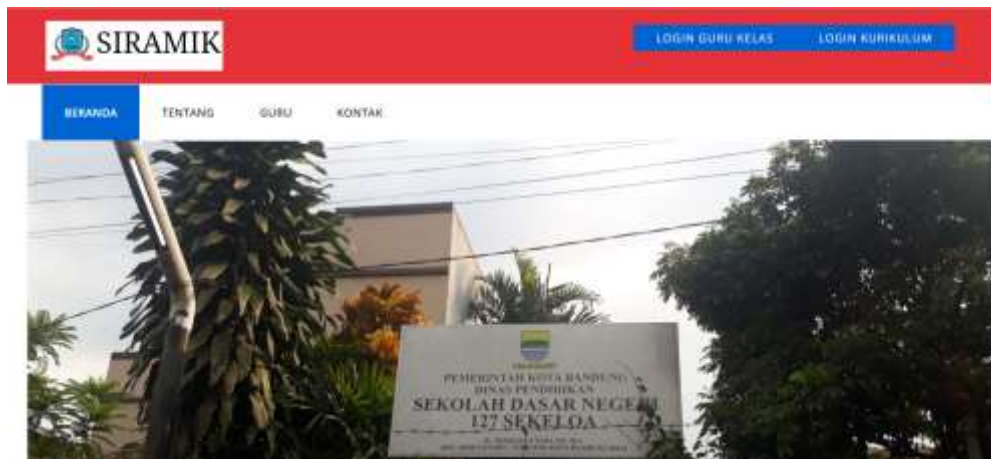 SIRAMIK
LOGIN GURU KELAS LOGIN KURIKULUM
BERANDA TENTANG GURU KONTAK
PEMERINTAH KOTA BANDUNG
DINAS PENDIDIKAN
SEKOLAH DASAR NEGERI
127 SEKELOA